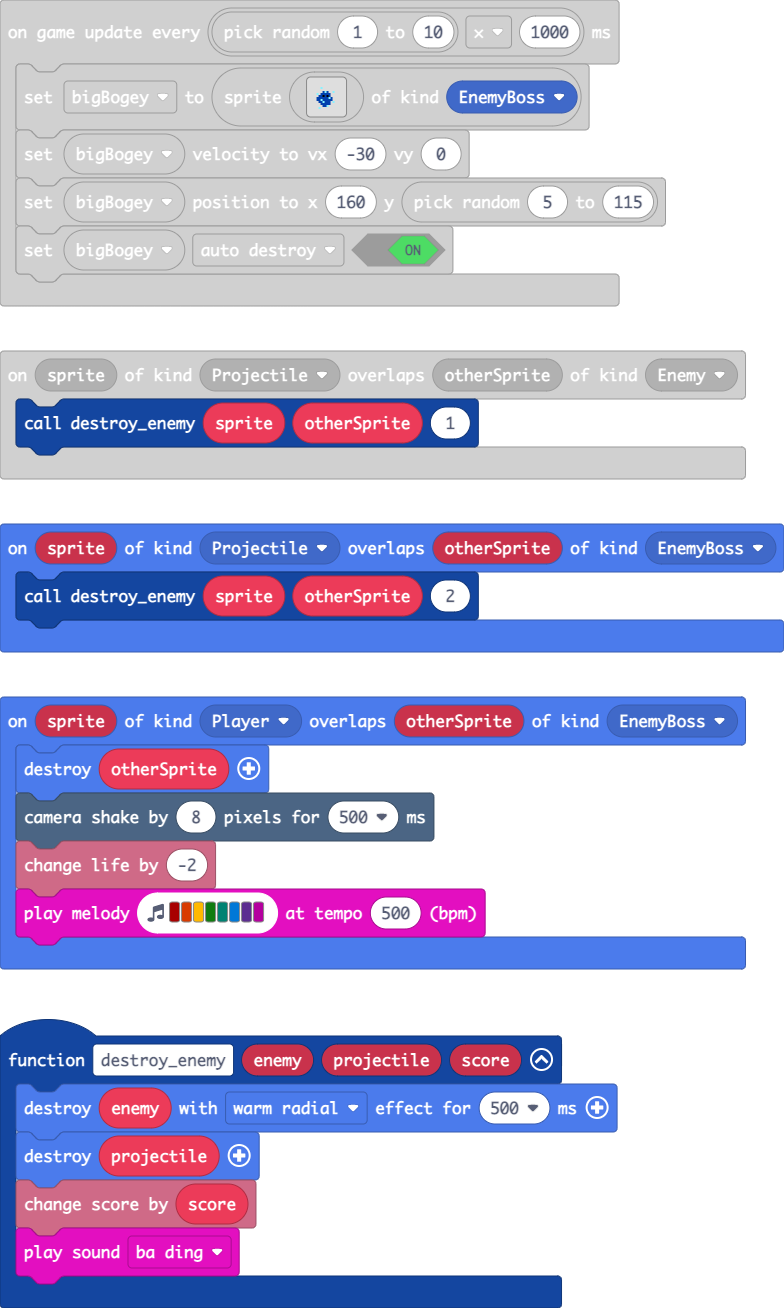 on game update every pick random 1 to 10 × 1000 ms
set bigBogey to sprite of kind EnemyBoss
set bigBogey velocity to vx -30 vy 0
set bigBogey position to x 160 y pick random 5 to 115
set bigBogey auto destroy ON
on sprite of kind Projectile overlaps otherSprite of kind Enemy
call destroy_enemy sprite otherSprite 1
on sprite of kind Projectile overlaps otherSprite of kind EnemyBoss
call destroy_enemy sprite otherSprite 2
on sprite of kind Player overlaps otherSprite of kind EnemyBoss
destroy otherSprite
camera shake by 8 pixels for 500 ms
change life by -2
play melody at tempo 500 (bpm)
function destroy_enemy enemy projectile score
destroy enemy with warm radial effect for 500 ms
destroy projectile
change score by score
play sound ba ding